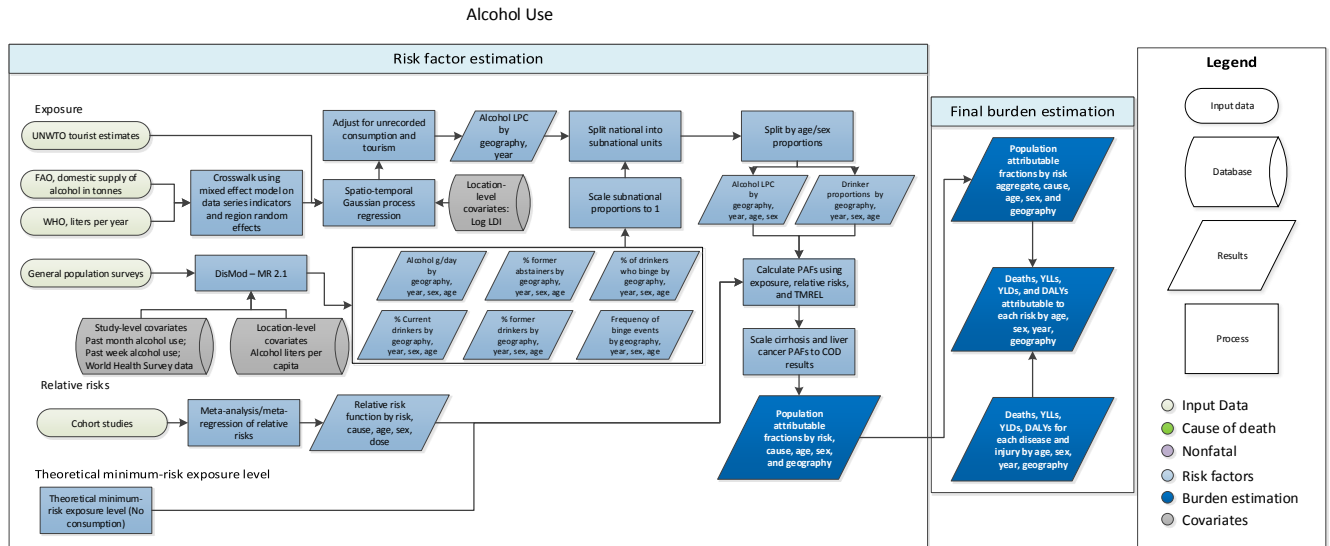 Alcohol Use
Risk factor estimation
Exposure
UNWTO tourist estimates
FAO, domestic supply of
alcohol in tonnes
WHO, liters per year
Crosswalk using
mixed effect model on
data series indicators
and region random
effects
Adjust for unrecorded
consumption and
tourism
Spatio-temporal
Gaussian process
regression
Alcohol LPC
by
geography,
year
Location-
level
covariates:
Log LDI
Split national into
subnational units
Scale subnational
proportions to 1
Split by age/sex
proportions
Alcohol LPC by
geography,
year, age, sex
Drinker
proportions by
geography,
year, sex, age
General population surveys
DisMod – MR 2.1
Study-level covariates
Past month alcohol use;
Past week alcohol use;
World Health Survey data
Location-level
covariates
Alcohol liters per
capita
Alcohol g/day
by
geography,
year, sex, age
% former
abstainers by
geography,
year, sex, age
% of drinkers
who binge by
geography,
year, sex, age
% Current
drinkers by
geography,
year, sex, age
% former
drinkers by
geography,
year, sex, age
Frequency of
binge events
by geography,
year, sex, age
Calculate PAFs using
exposure, relative risks,
and TMREL
Scale cirrhosis and liver
cancer PAFs to COD
results
Population
attributable
fractions by risk,
cause, age, sex,
and geography
Relative risks
Cohort studies
Meta-analysis/meta-
regression of relative
risks
Relative risk
function by risk,
cause, age, sex,
dose
Theoretical minimum-risk exposure level
Theoretical minimum-
risk exposure level (No
consumption)
Final burden estimation
Population
attributable
fractions by risk
aggregate, cause,
age, sex, and
geography
Deaths, YLLs,
YLDs, and DALYs
attributable to
each risk by age,
sex, year,
geography
Deaths, YLLs,
YLDs, DALYs for
each disease and
injury by age, sex,
year, geography
Legend
Input data
Database
Results
Process
Input Data
Cause of death
Nonfatal
Risk factors
Burden estimation
Covariates